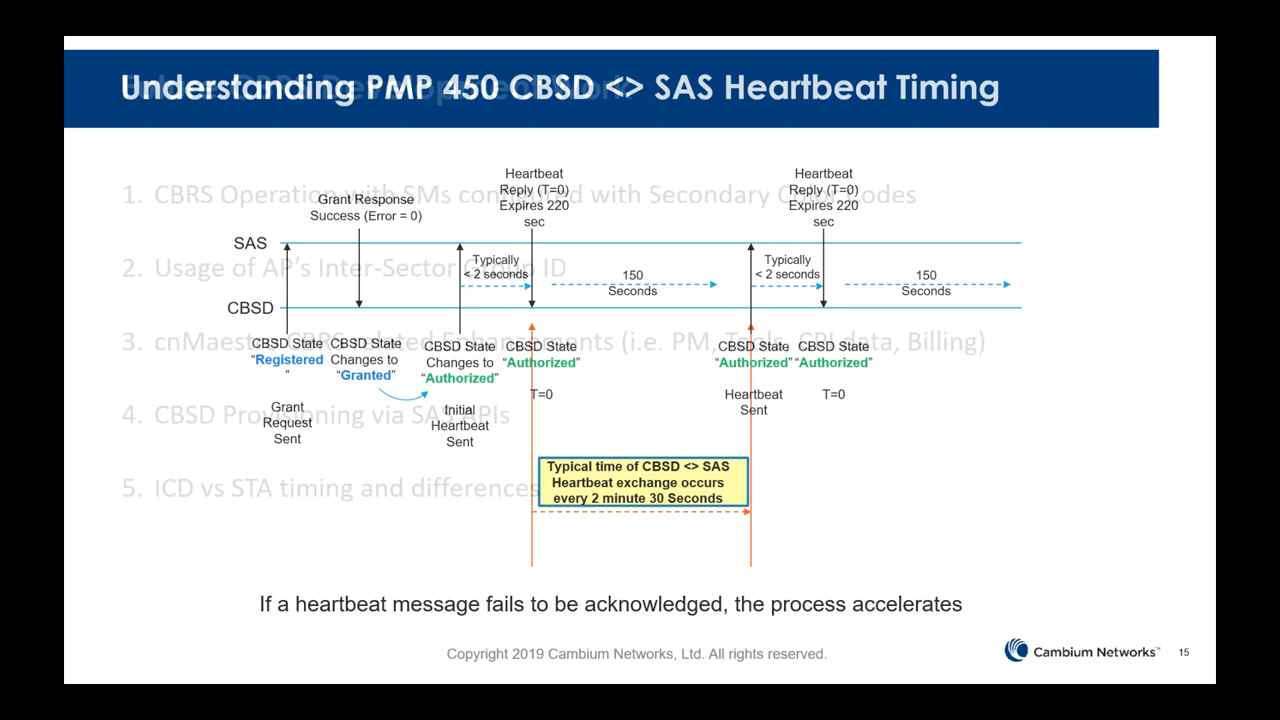 Understanding PMP 450 CBSD <> SAS Heartbeat Timing
1. CBRS Operation with SMs configured with Secondary Color Codes
2. Usage of AP's Inter-Sector Group ID
3. cnMaestro CBRS related Enhancements (i.e. PM, Tools, CPI data, Billing)
4. CBSD Provisioning via SAS APIs
5. ICD vs STA timing and differences
Grant Response
Success (Error = 0)
Heartbeat
Reply (T=0)
Expires 220
sec
Heartbeat
Reply (T=0)
Expires 220
sec
SAS
Typically
< 2 seconds
150
Seconds
Typically
< 2 seconds
150
Seconds
CBSD
CBSD State
“Registered
”
Grant
Request
Sent
CBSD State
Changes to
“Granted”
CBSD State
Changes to
“Authorized”
Initial
Heartbeat
Sent
CBSD State
“Authorized”
T=0
CBSD State
“Authorized”
Heartbeat
Sent
CBSD State
“Authorized”
T=0
Typical time of CBSD <> SAS
Heartbeat exchange occurs
every 2 minute 30 Seconds
If a heartbeat message fails to be acknowledged, the process accelerates
Copyright 2019 Cambium Networks, Ltd. All rights reserved.
Cambium Networks™
15